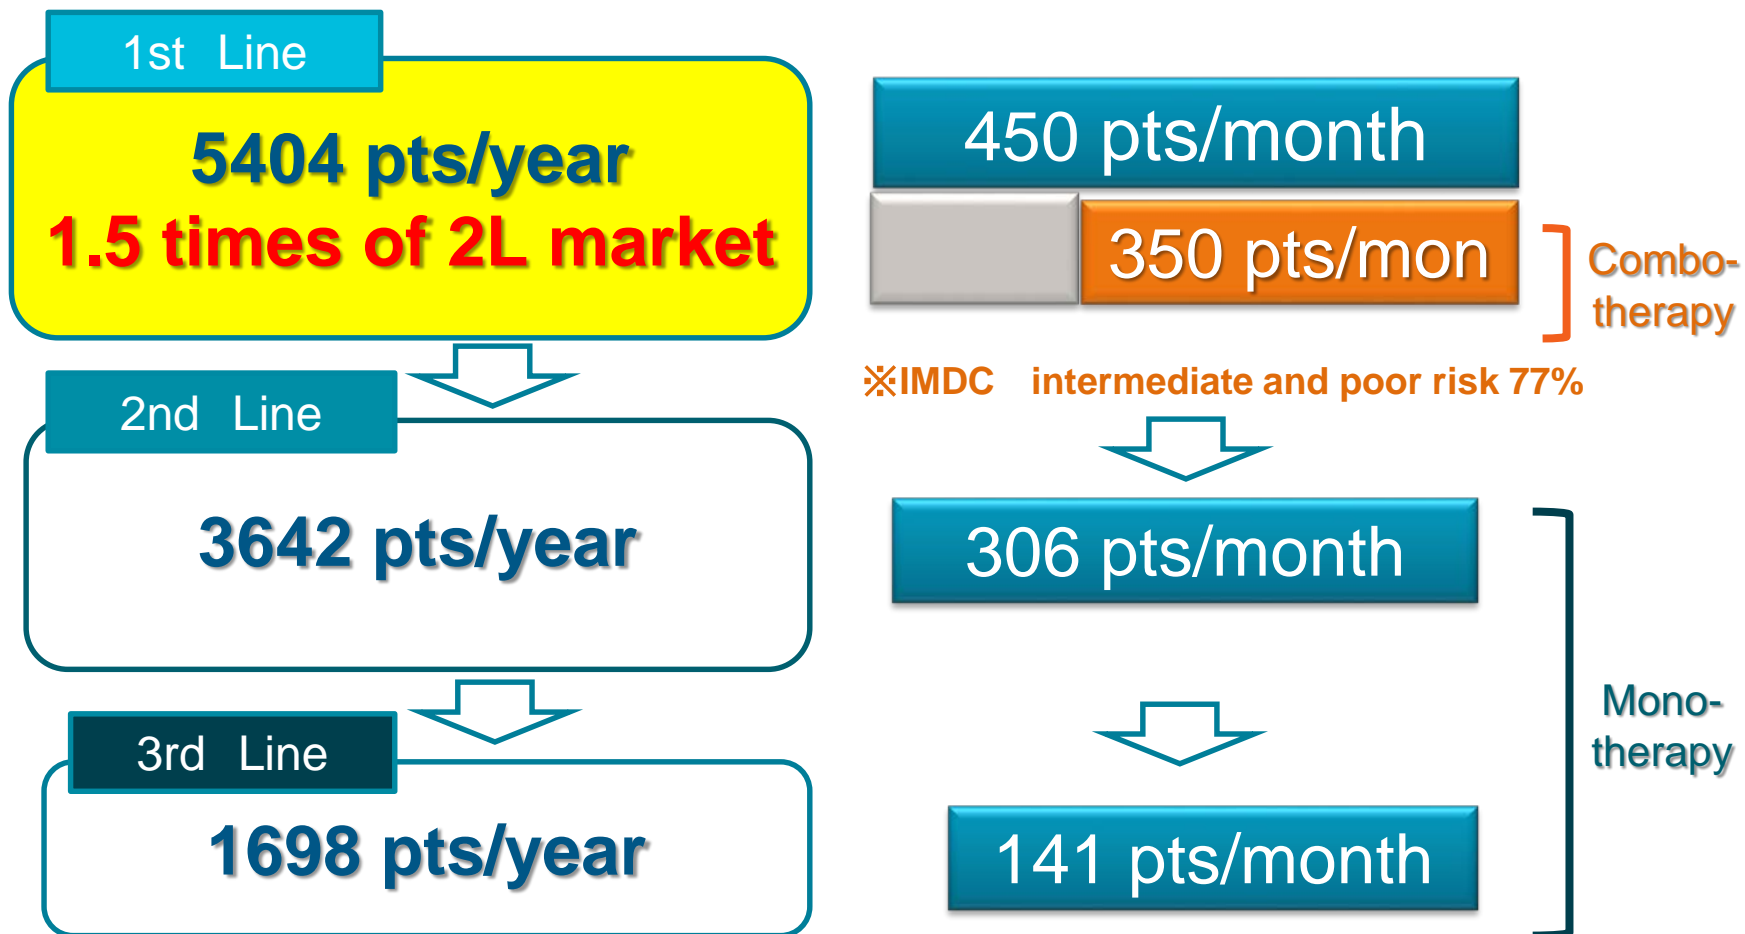 1st Line
5404 pts/year
1.5 times of 2L market
450 pts/month
350 pts/mon
Combo-
therapy
※IMDC intermediate and poor risk 77%
2nd Line
3642 pts/year
306 pts/month
Mono-
therapy
3rd Line
1698 pts/year
141 pts/month